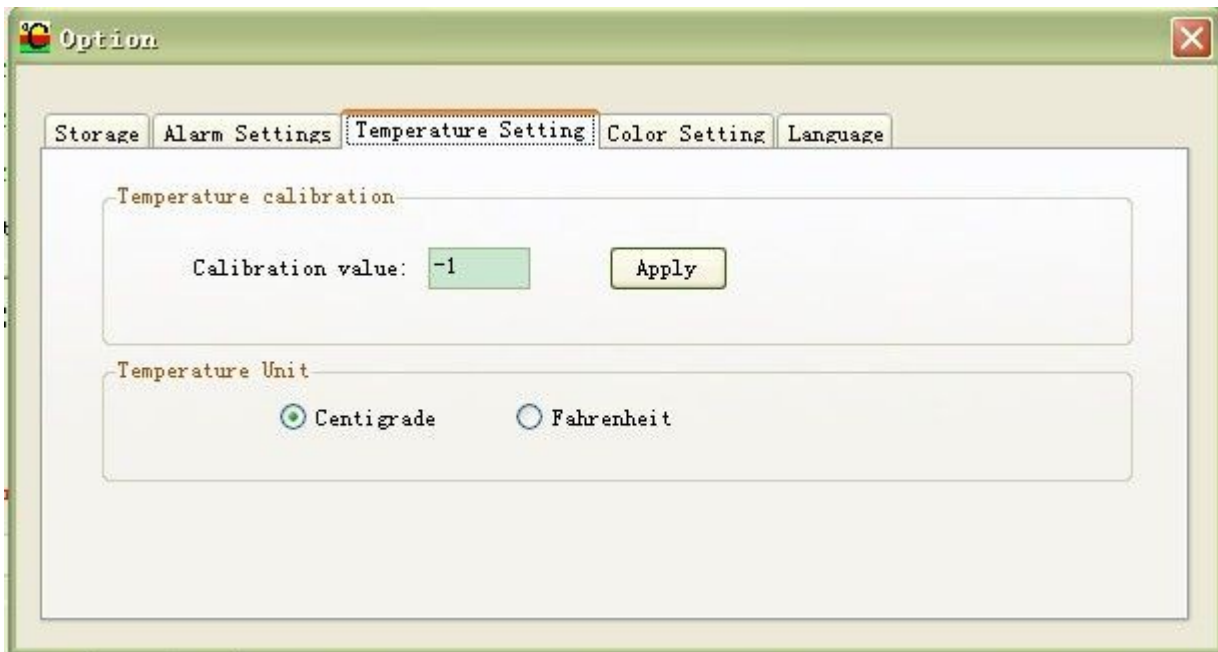 Option
Storage Alarm Settings Temperature Setting Color Setting Language
Temperature calibration
Calibration value: -1 Apply
Temperature Unit
Centigrade Fahrenheit